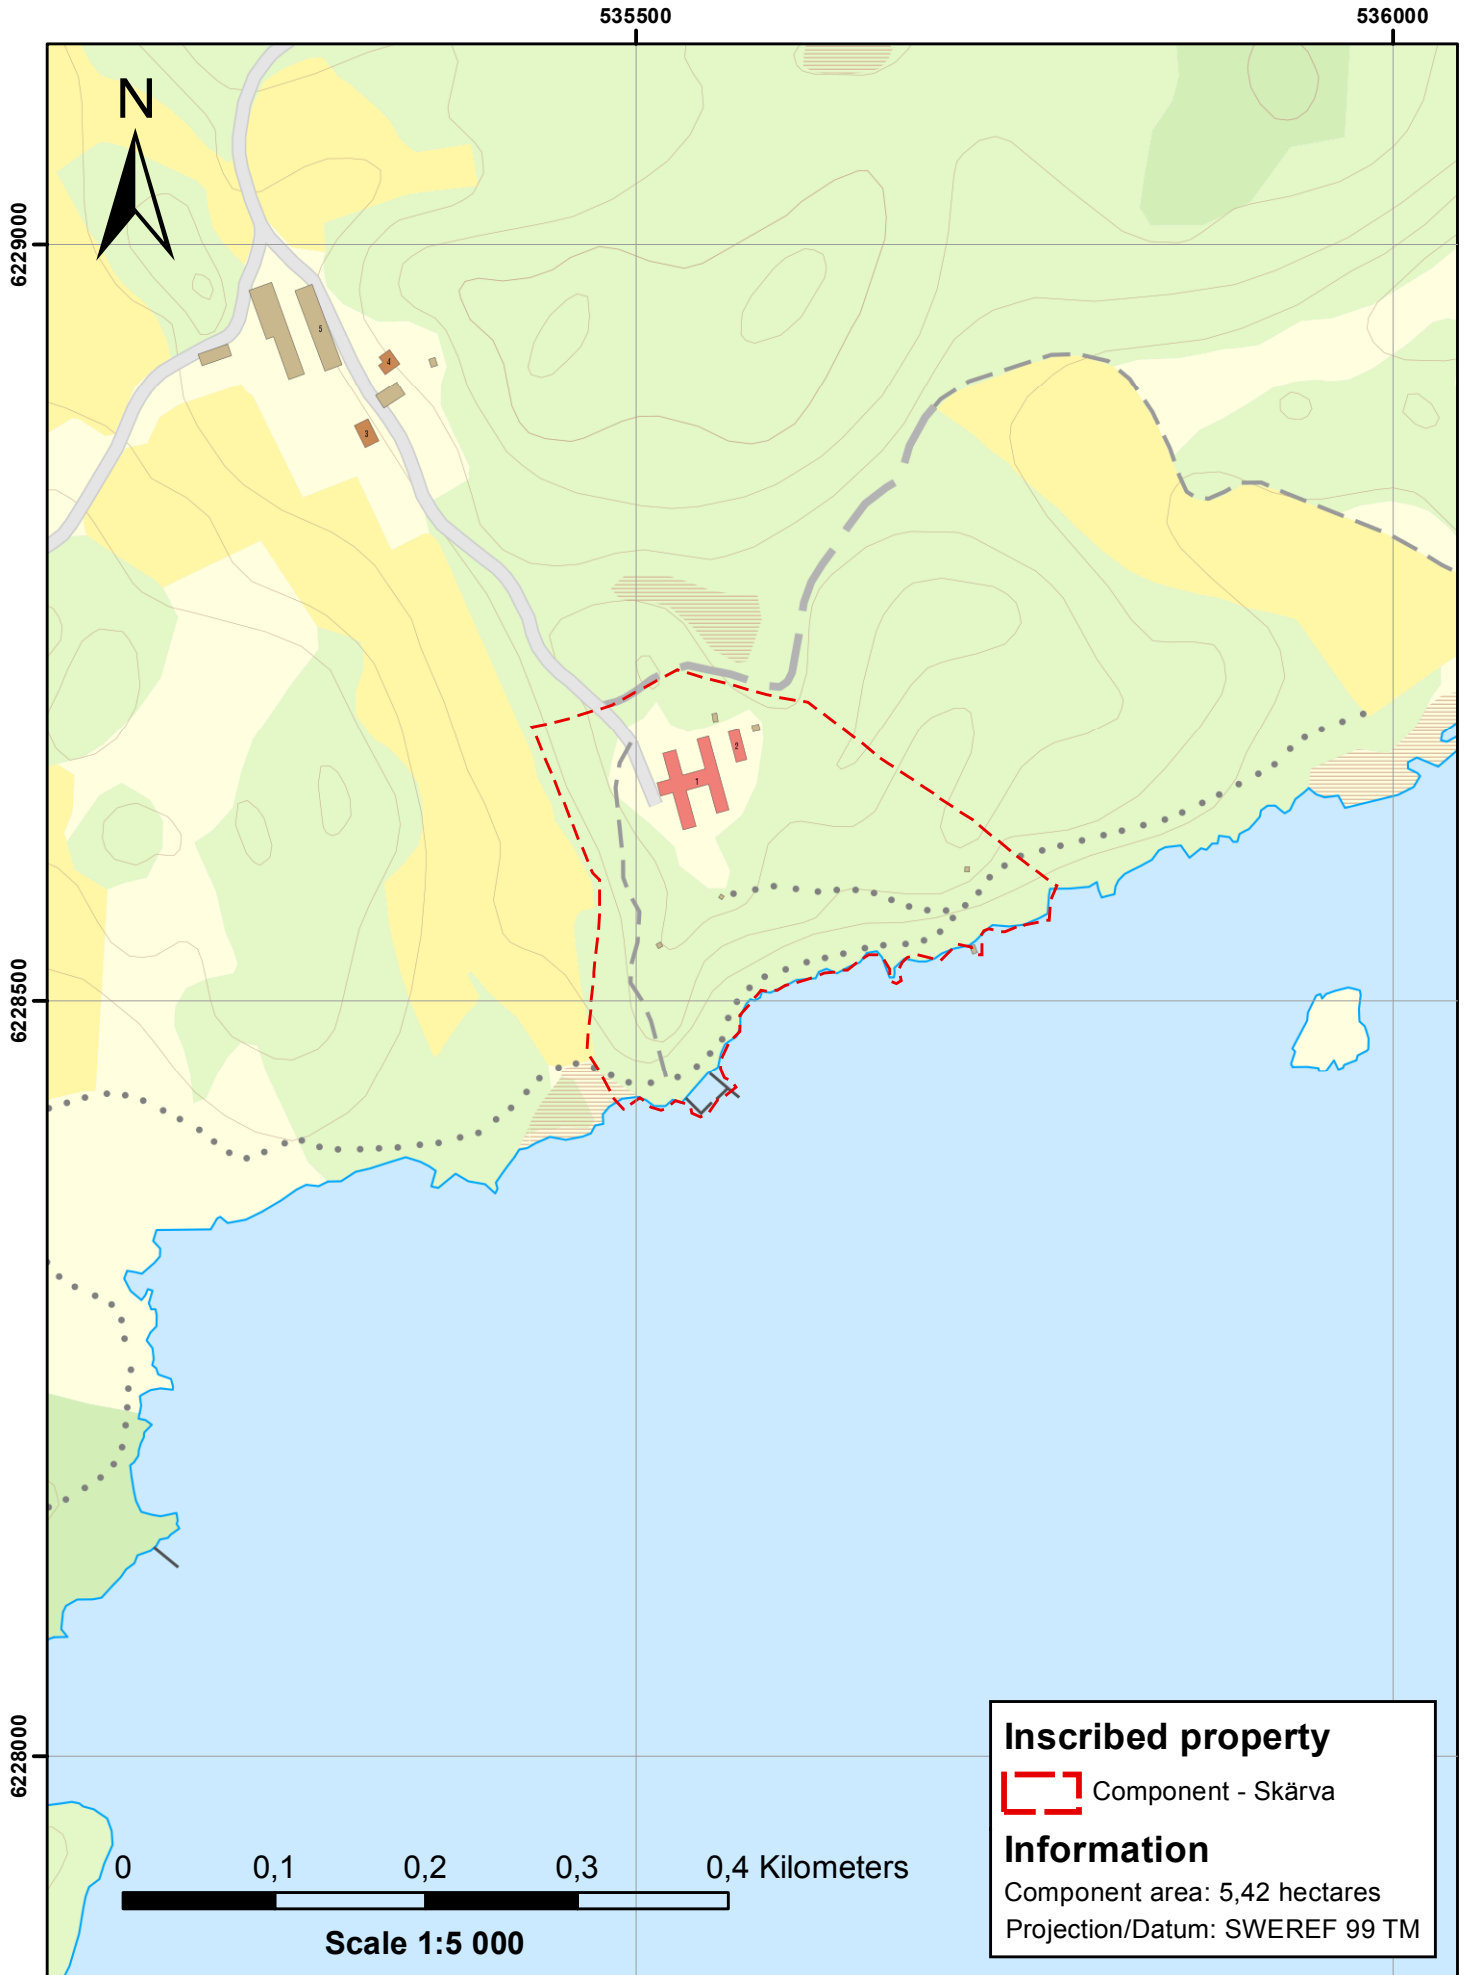 535500
536000
N
6229000
5
4
3
2
1
6228500
6228000
Inscribed property
Component - Skärva
Information
Component area: 5,42 hectares
Projection/Datum: SWEREF 99 TM
0 0,1 0,2 0,3 0,4 Kilometers
Scale 1:5 000